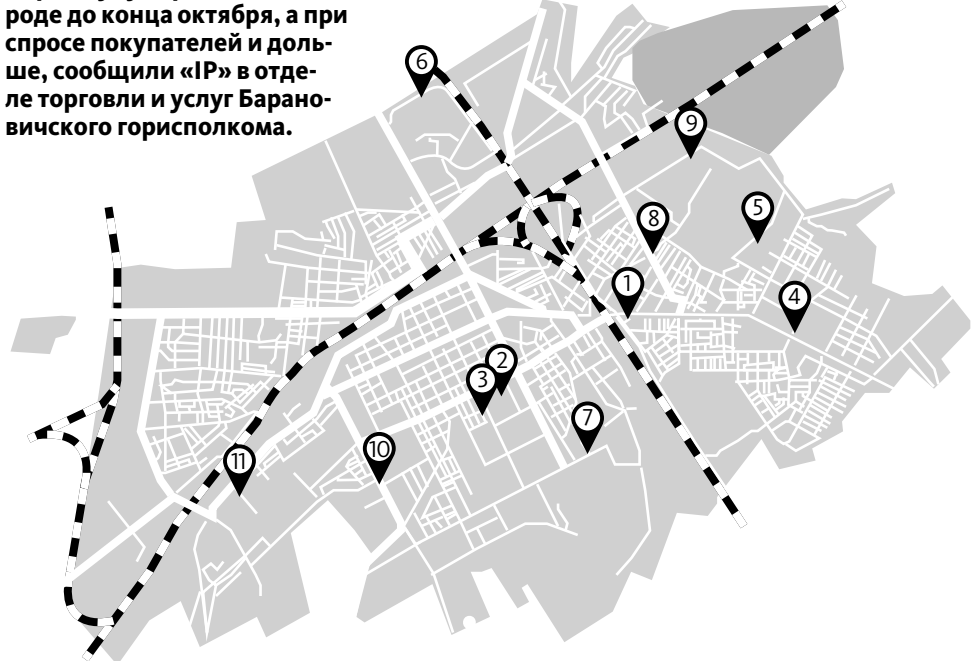 роде до конца октября, а при
спросе покупателей и доль-
ше, сообщили «IP» в отде-
ле торговли и услуг Барано-
вичского горисполкома.
6
9
5
8
1
4
2
3
7
10
11